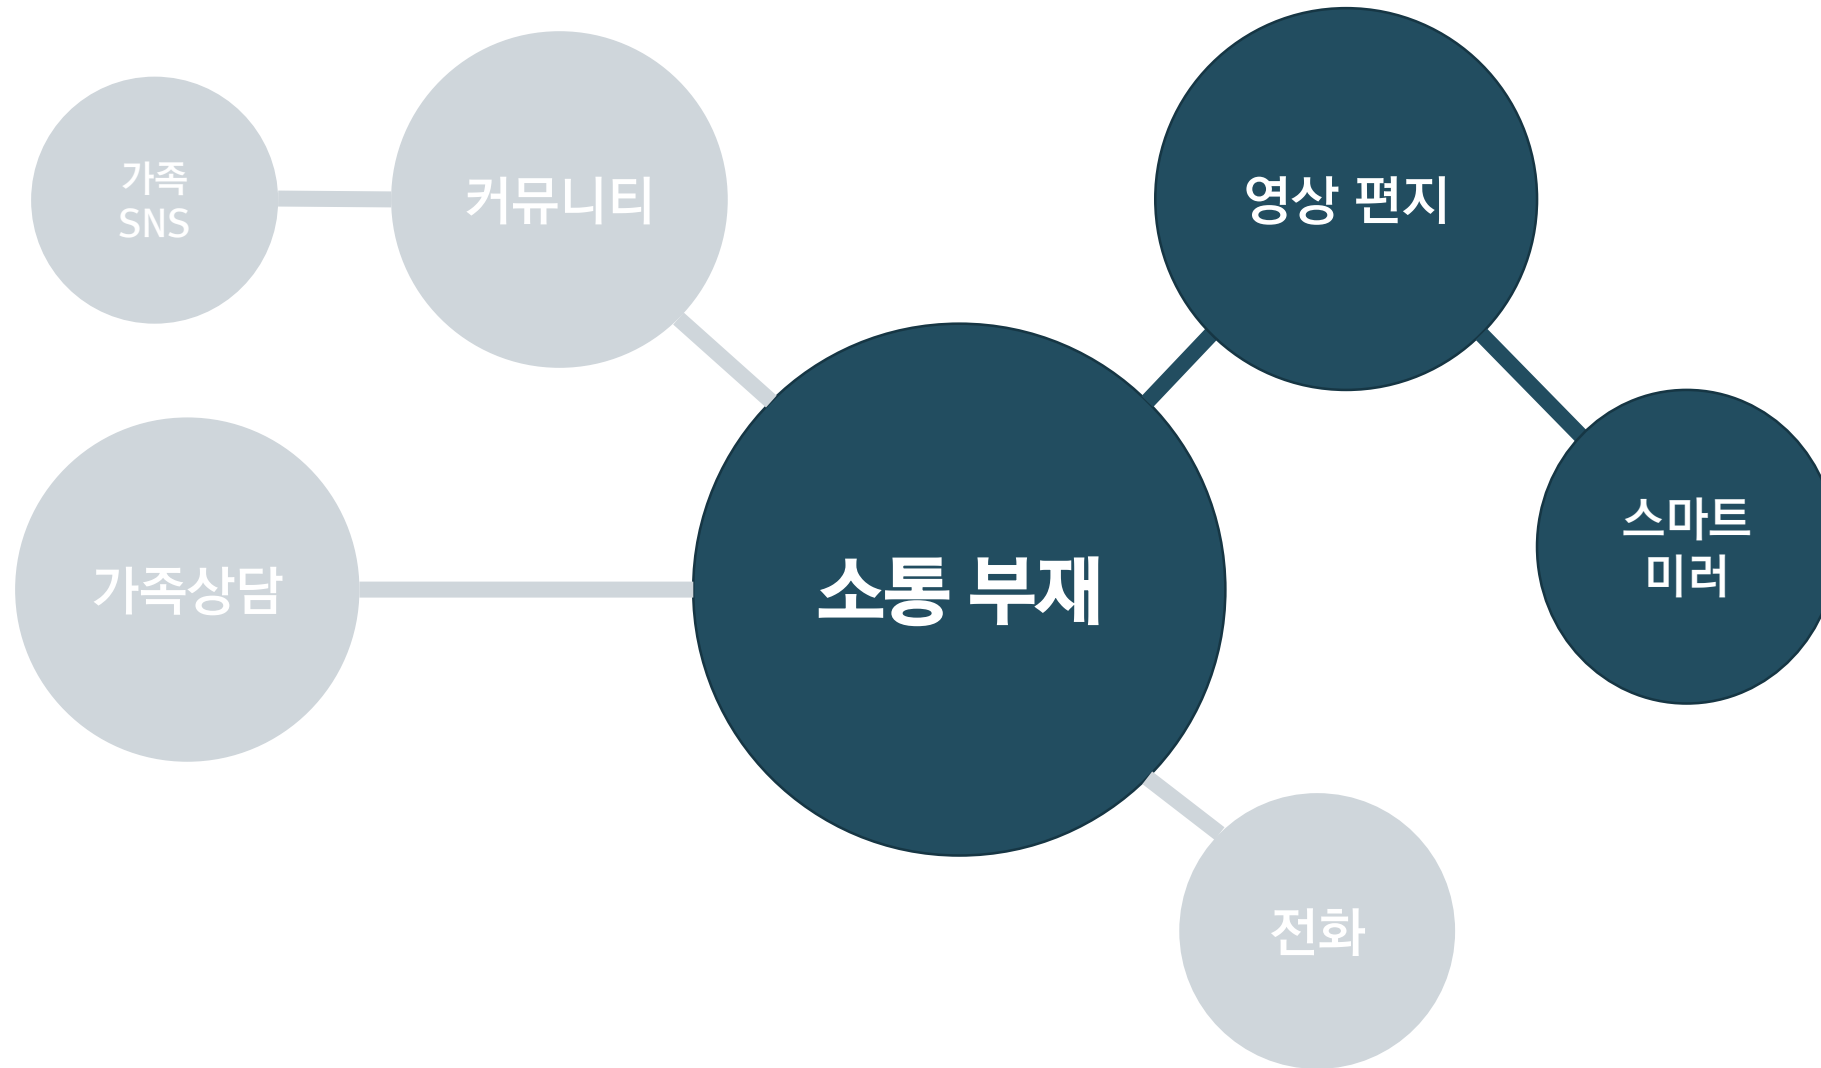 가족
SNS
커뮤니티
영상 편지
가족상담
소통 부재
스마트
미러
전화